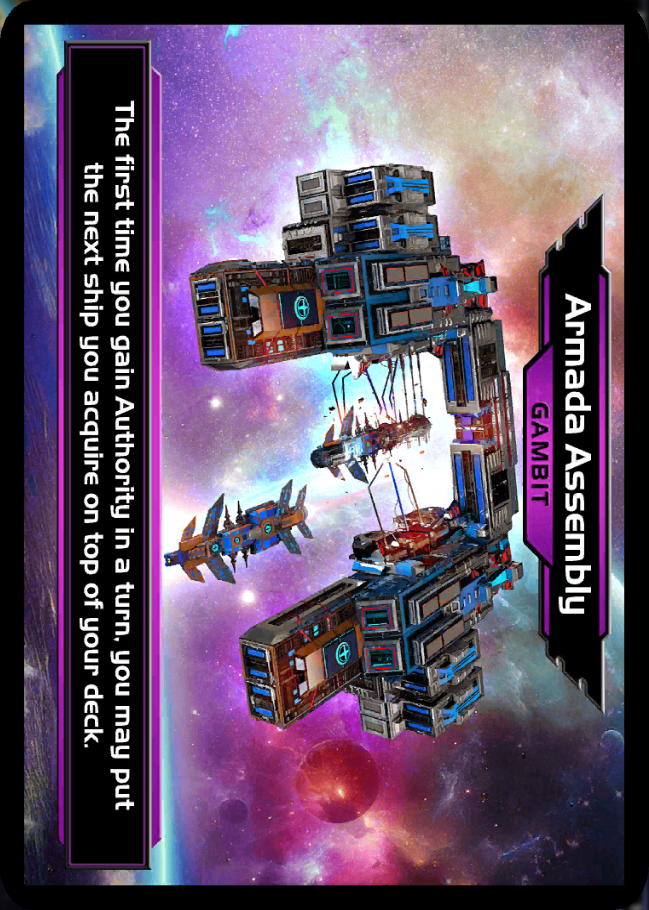 Armada Assembly
GAMBIT
The first time you gain Authority in a turn, you may put
the next ship you acquire on top of your deck.